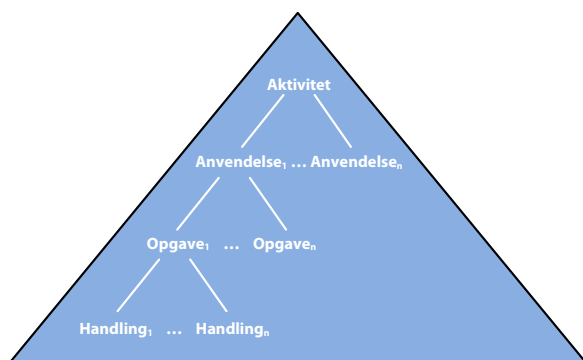 Aktivitet
Anvendelse₁ ... Anvendelseₙ
Opgave₁ ... Opgaveₙ
Handling₁ ... Handlingₙ